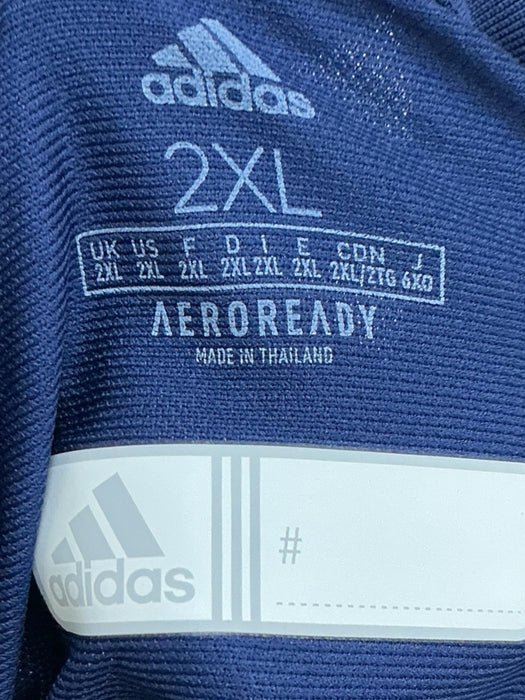 adidas
2XL
UK US F D I E CDN J
2XL 2XL 2XL 2XL 2XL 2XL 2XL/2TG 6XO
AEROREADY
MADE IN THAILAND
adidas #